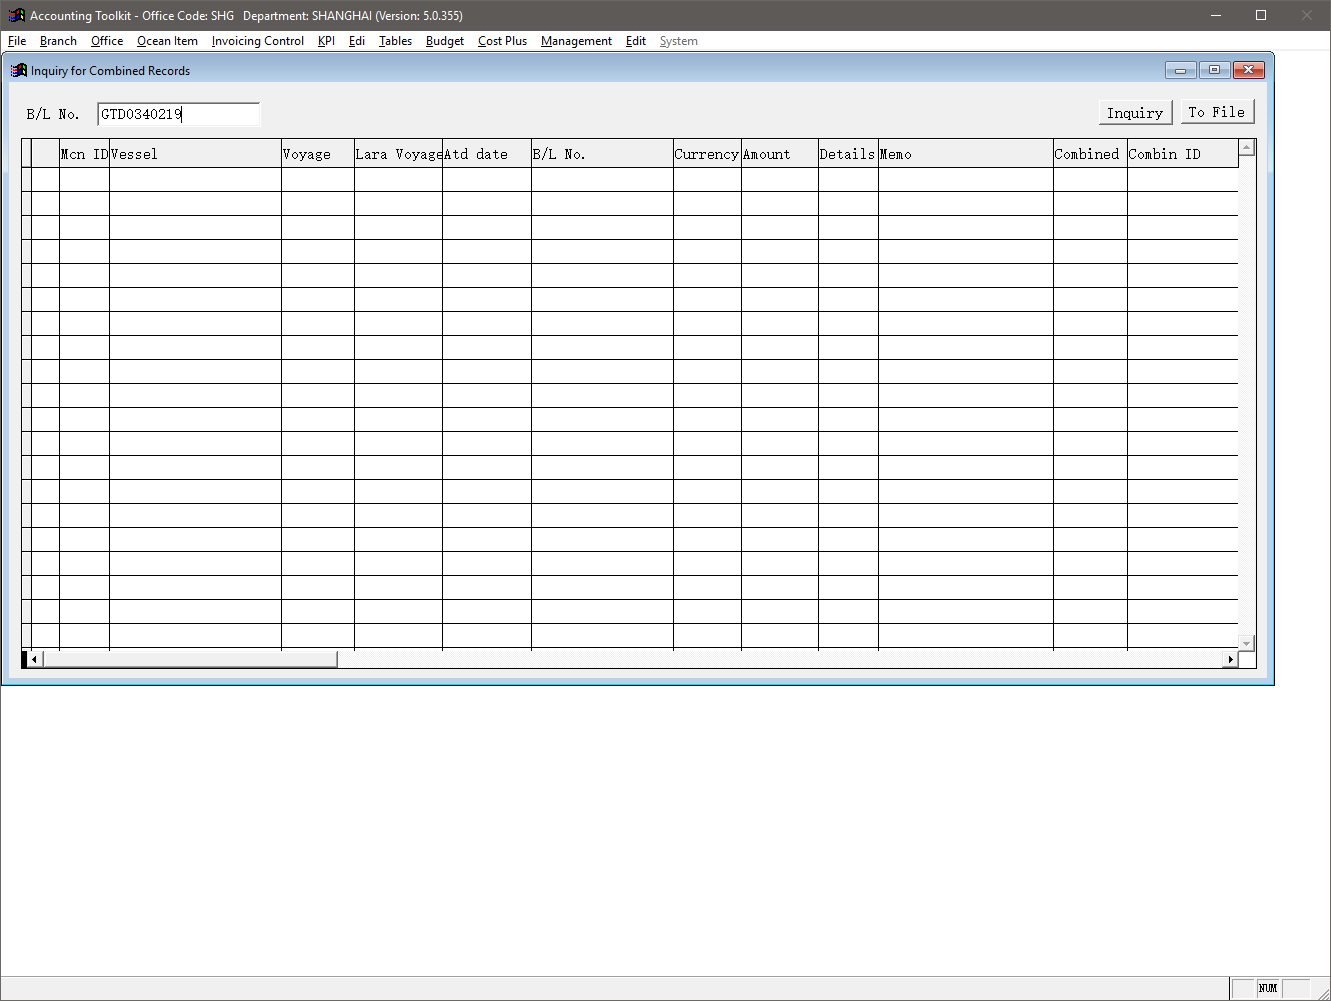 Accounting Toolkit - Office Code: SHG   Department: SHANGHAI (Version: 5.0.355)
File Branch Office Ocean Item Invoicing Control KPI Edi Tables Budget Cost Plus Management Edit System
Inquiry for Combined Records
B/L No. GTD0340219 Inquiry To File
Mcn ID Vessel Voyage Lara Voyage Atd date B/L No. Currency Amount Details Memo Combined Combin ID
NUM